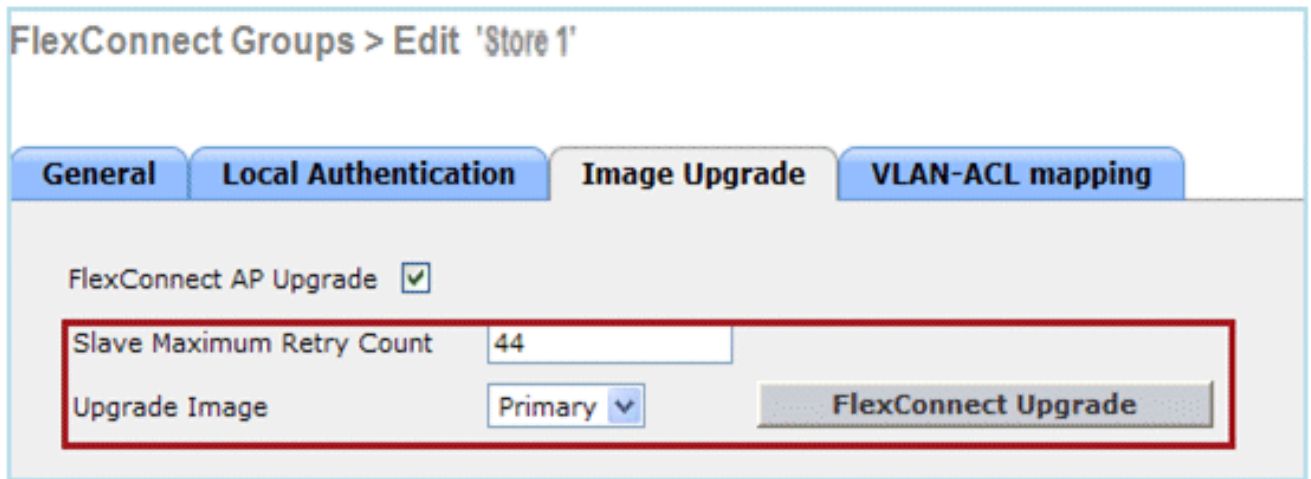 FlexConnect Groups > Edit 'Store 1'
General Local Authentication Image Upgrade VLAN-ACL mapping
FlexConnect AP Upgrade
Slave Maximum Retry Count 44
Upgrade Image Primary FlexConnect Upgrade